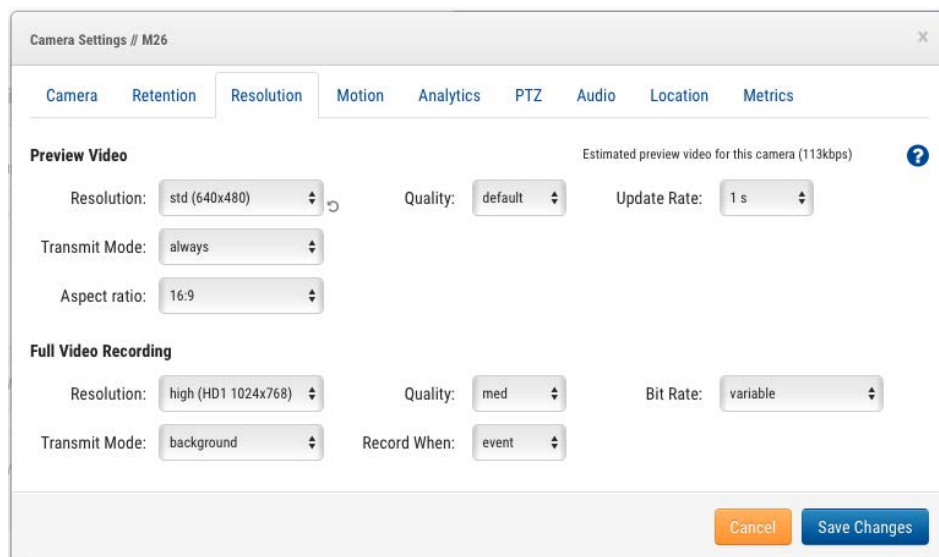 Camera Settings // M26
×
Camera Retention Resolution Motion Analytics PTZ Audio Location Metrics
Preview Video Estimated preview video for this camera (113kbps) ?
Resolution: std (640x480) Quality: default Update Rate: 1 s
Transmit Mode: always
Aspect ratio: 16:9
Full Video Recording
Resolution: high (HD1 1024x768) Quality: med Bit Rate: variable
Transmit Mode: background Record When: event
Cancel Save Changes